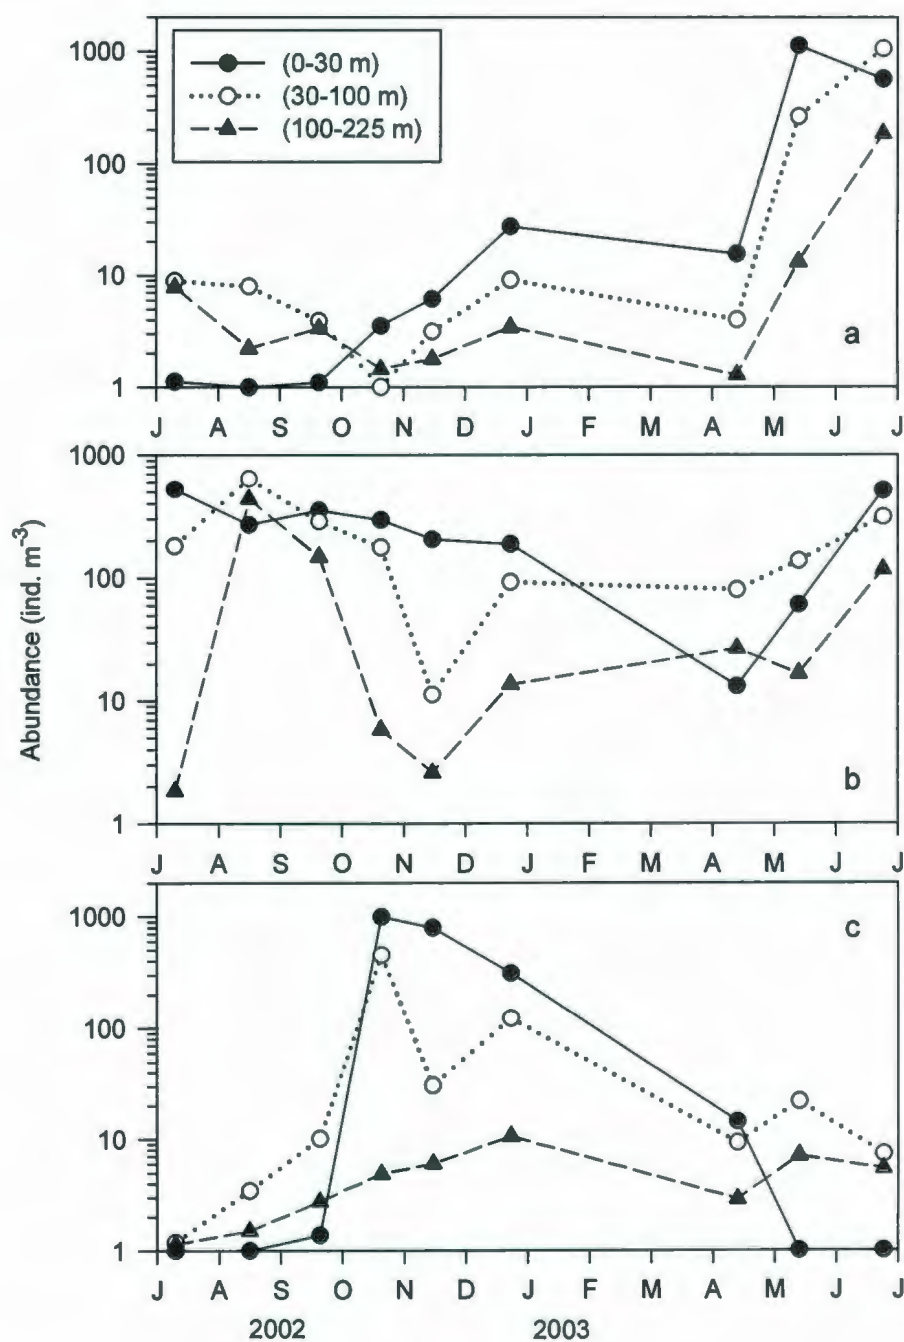 1000
100
10
1
(0-30 m)
(30-100 m)
(100-225 m)
a
J A S O N D J F M A M J J
1000
100
10
1
b
J A S O N D J F M A M J J
Abundance (ind. m⁻³)
1000
100
10
1
c
J A S O N D J F M A M J J
2002 2003